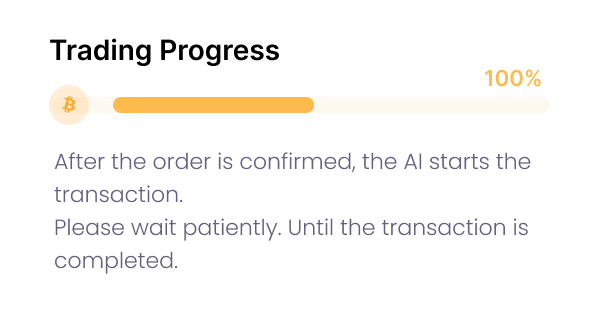 Trading Progress
100%
After the order is confirmed, the AI starts the
transaction.
Please wait patiently. Until the transaction is
completed.